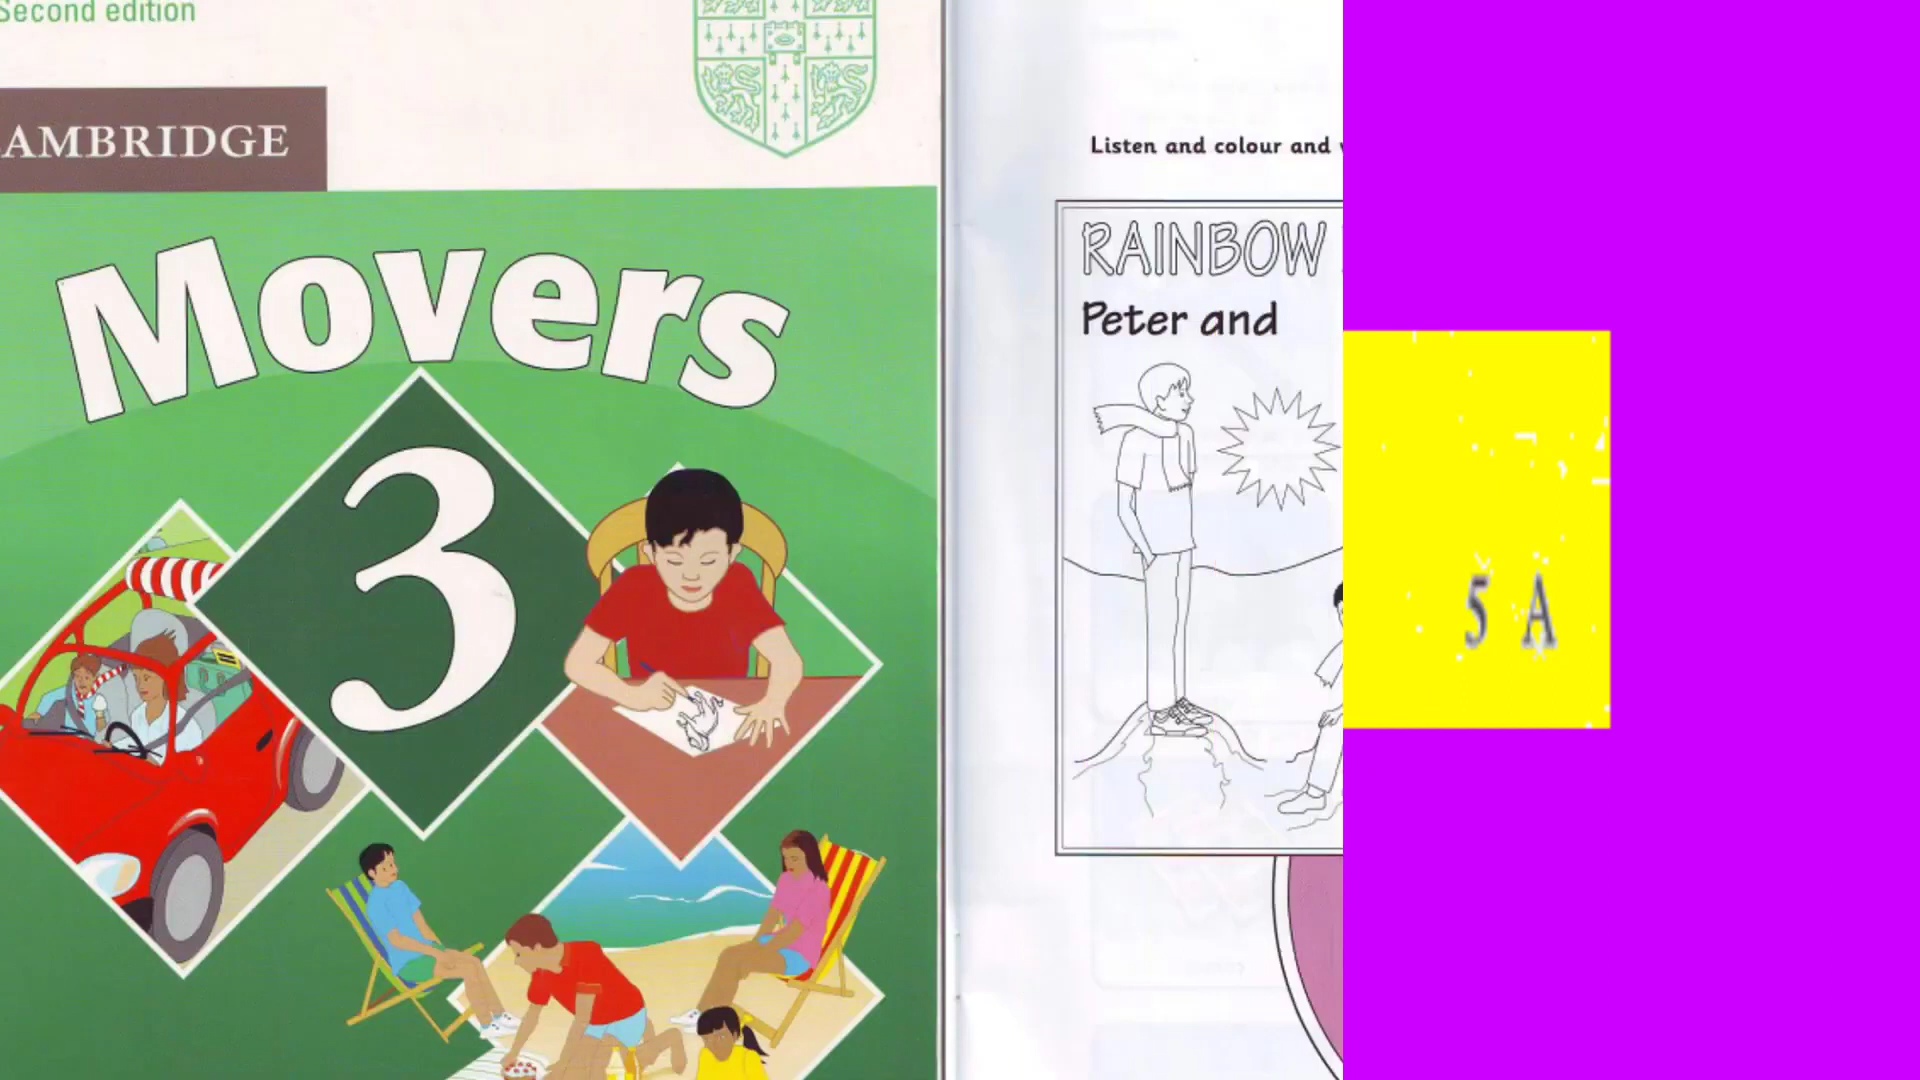 Second edition
AMBRIDGE
Movers
3
Listen and colour and
RAINBOW
Peter and
5 A